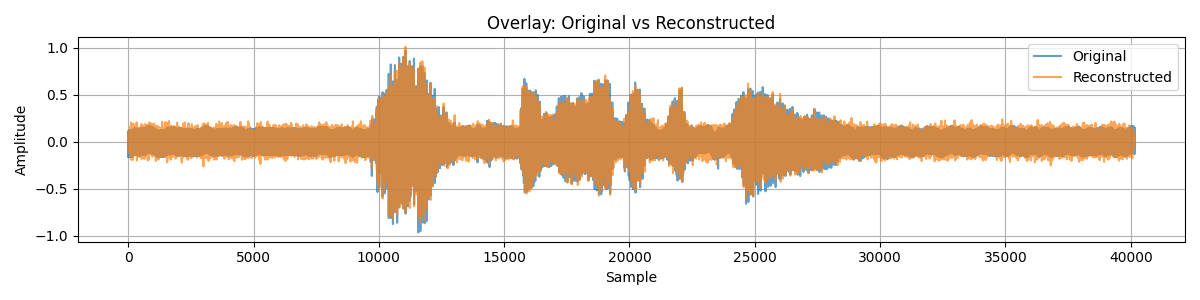 Overlay: Original vs Reconstructed
Amplitude
1.0
0.5
0.0
−0.5
−1.0
Original
Reconstructed
0 5000 10000 15000 20000 25000 30000 35000 40000
Sample